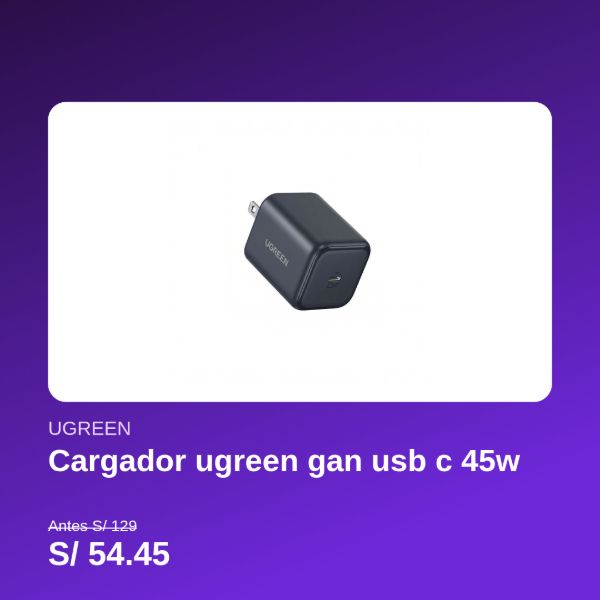 UGREEN
UGREEN
Cargador ugreen gan usb c 45w
Antes S/ 129
S/ 54.45